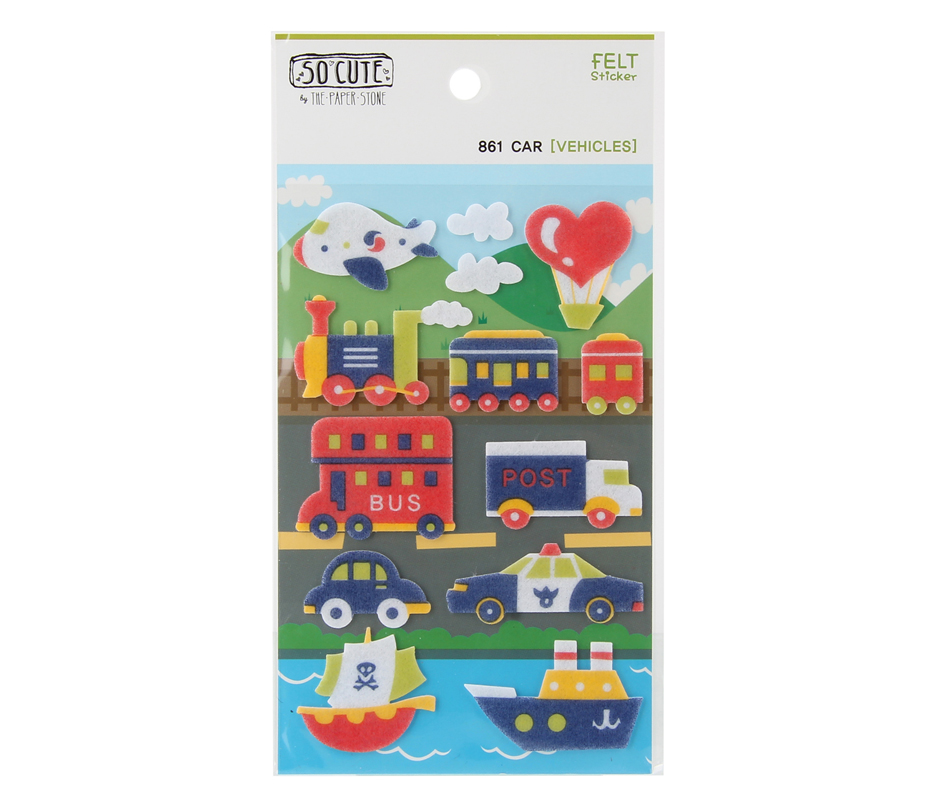 SO CUTE
by THE·PAPER·STONE
FELT
Sticker
861 CAR [VEHICLES]
BUS
POST